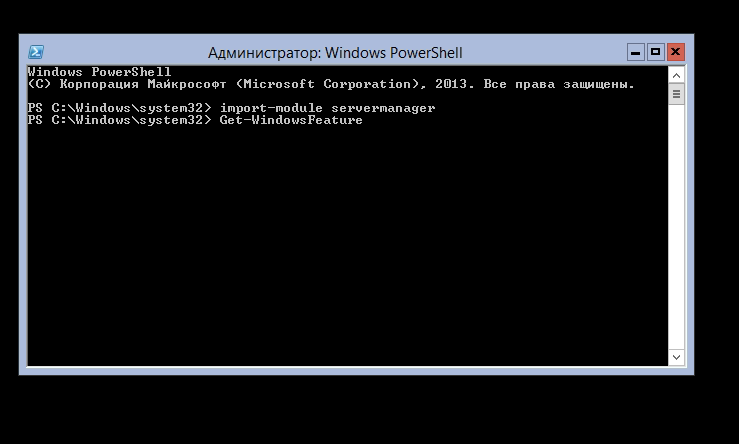 Администратор: Windows PowerShell
Windows PowerShell
(C) Корпорация Майкрософт (Microsoft Corporation), 2013. Все права защищены.
PS C:\Windows\system32> import-module servermanager
PS C:\Windows\system32> Get-WindowsFeature